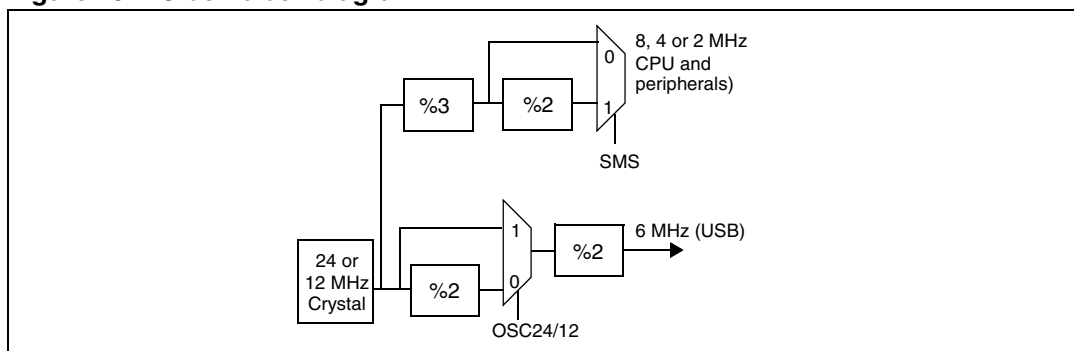 8, 4 or 2 MHz
CPU and
peripherals)
0
%3
%2
1
SMS
6 MHz (USB)
1
%2
24 or
12 MHz
Crystal
%2
0
OSC24/12